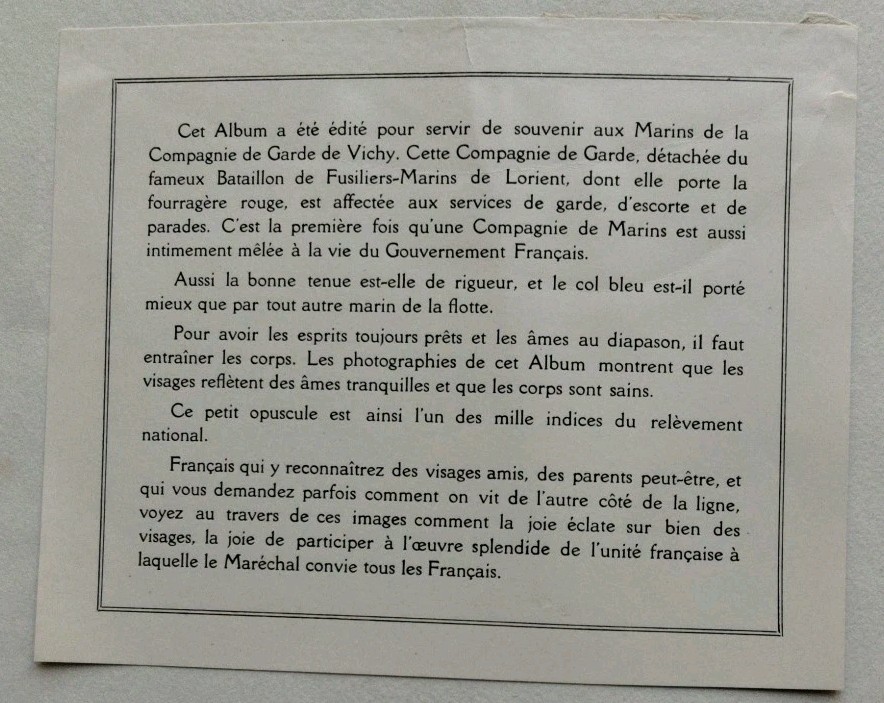 Cet Album a été édité pour servir de souvenir aux Marins de la
Compagnie de Garde de Vichy. Cette Compagnie de Garde, détachée du
fameux Bataillon de Fusiliers-Marins de Lorient, dont elle porte la
fourragère rouge, est affectée aux services de garde, d'escorte et de
parades. C'est la première fois qu'une Compagnie de Marins est aussi
intimement mêlée à la vie du Gouvernement Français.
Aussi la bonne tenue est-elle de rigueur, et le col bleu est-il porté
mieux que par tout autre marin de la flotte.
Pour avoir les esprits toujours prêts et les âmes au diapason, il faut
entraîner les corps. Les photographies de cet Album montrent que les
visages reflètent des âmes tranquilles et que les corps sont sains.
Ce petit opuscule est ainsi l'un des mille indices du relèvement
national.
Français qui y reconnaîtrez des visages amis, des parents peut-être, et
qui vous demandez parfois comment on vit de l'autre côté de la ligne,
voyez au travers de ces images comment la joie éclate sur bien des
visages, la joie de participer à l'œuvre splendide de l'unité française à
laquelle le Maréchal convie tous les Français.